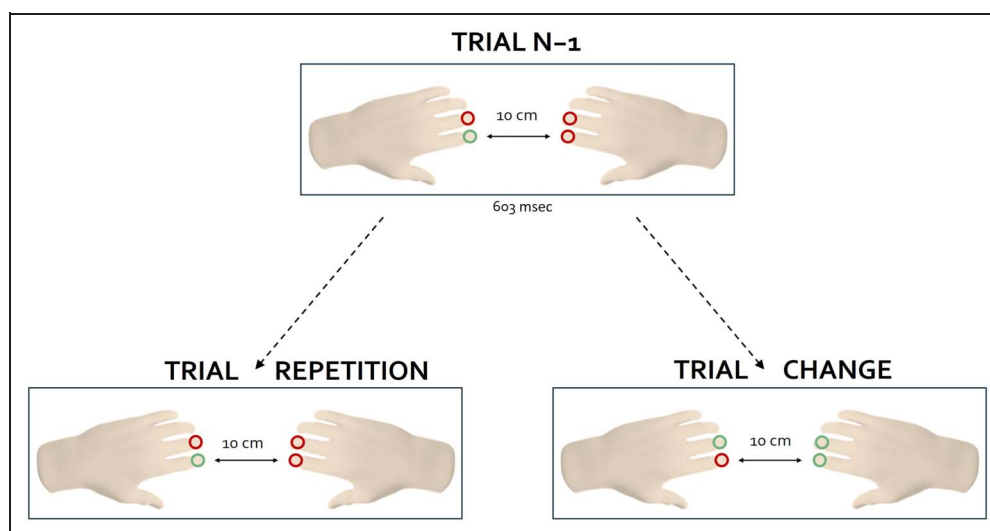 TRIAL N−1
10 cm
603 msec
TRIAL REPETITION
10 cm
TRIAL CHANGE
10 cm